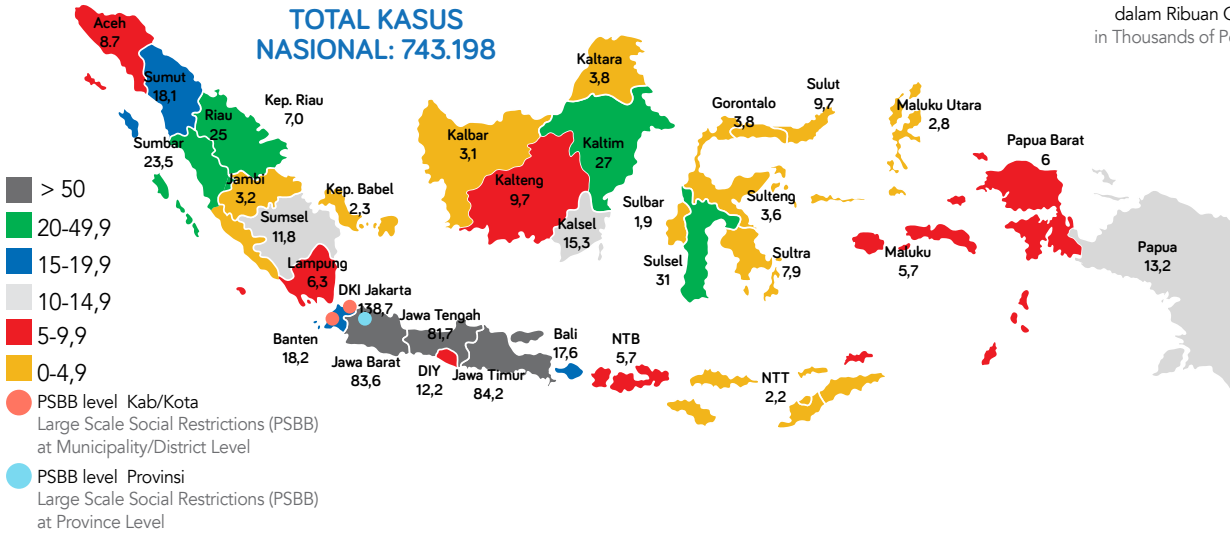 TOTAL KASUS
NASIONAL: 743.198
dalam Ribuan
in Thousands of
Aceh
8.7
Sumut
18,1
Kep. Riau
7,0
Riau
25
Sumbar
23,5
Jambi
3,2
Kep. Babel
2,3
Sumsel
11,8
Lampung
6,3
Kaltara
3,8
Kalbar
3,1
Kaltim
27
Kalteng
9,7
Kalsel
15,3
Gorontalo
3,8
Sulut
9,7
Maluku Utara
2,8
Papua Barat
6
Sulbar
1,9
Sulteng
3,6
Sulsel
31
Sultra
7,9
Maluku
5,7
Papua
13,2
DKI Jakarta
138,7
Banten
18,2
Jawa Barat
83,6
Jawa Tengah
81,7
DIY
12,2
Jawa Timur
84,2
Bali
17,6
NTB
5,7
NTT
2,2
> 50
20-49,9
15-19,9
10-14,9
5-9,9
0-4,9
PSBB level Kab/Kota
Large Scale Social Restrictions (PSBB)
at Municipality/District Level
PSBB level Provinsi
Large Scale Social Restrictions (PSBB)
at Province Level